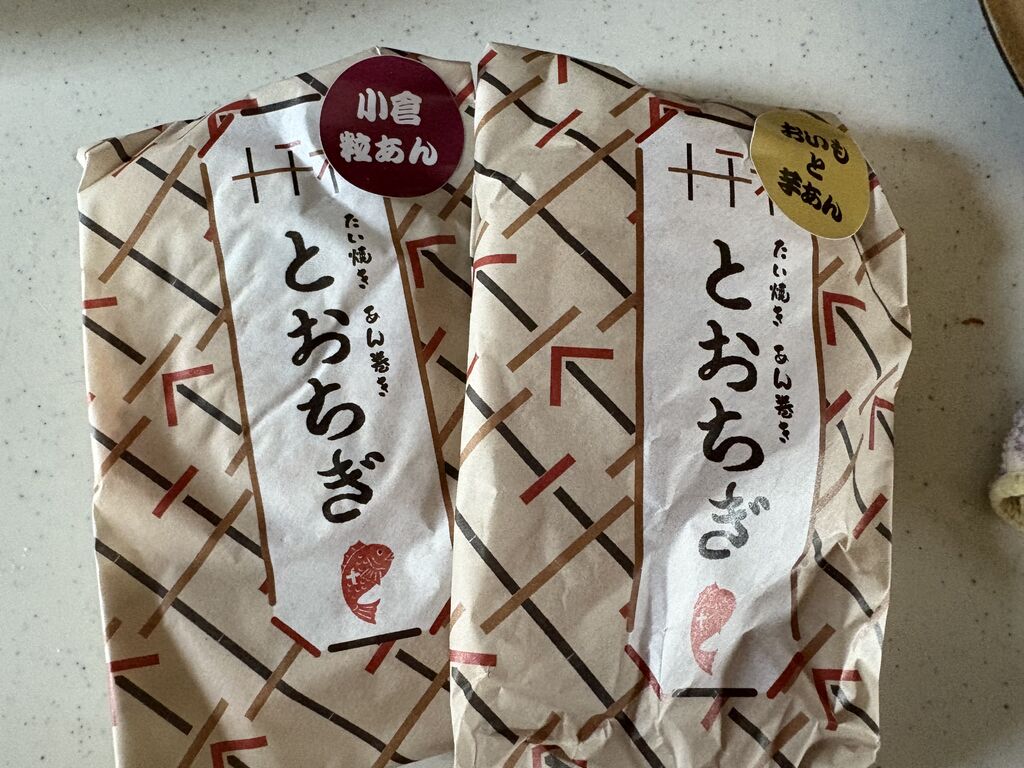 小倉
粒あん
たい焼き あん巻き
とおちぎ
おいも
と
芋あん
たい焼き あん巻き
とおちぎ